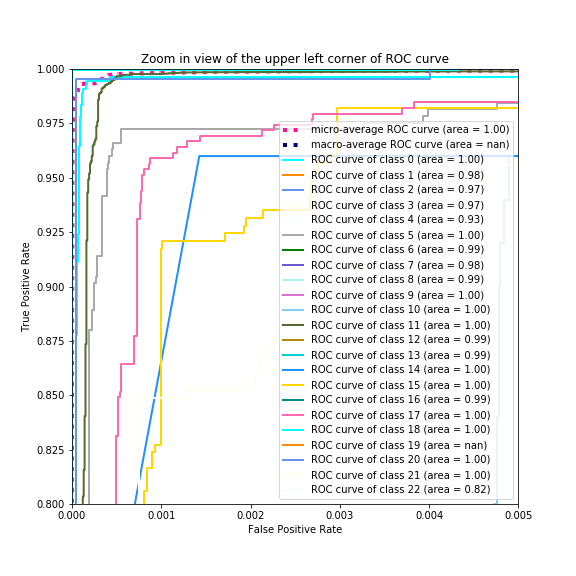 Zoom in view of the upper left corner of ROC curve
1.000
0.975
0.950
0.925
0.900
0.875
0.850
0.825
0.800
True Positive Rate
micro-average ROC curve (area = 1.00)
macro-average ROC curve (area = nan)
ROC curve of class 0 (area = 1.00)
ROC curve of class 1 (area = 0.98)
ROC curve of class 2 (area = 0.97)
ROC curve of class 3 (area = 0.97)
ROC curve of class 4 (area = 0.93)
ROC curve of class 5 (area = 1.00)
ROC curve of class 6 (area = 0.99)
ROC curve of class 7 (area = 0.98)
ROC curve of class 8 (area = 0.99)
ROC curve of class 9 (area = 1.00)
ROC curve of class 10 (area = 1.00)
ROC curve of class 11 (area = 1.00)
ROC curve of class 12 (area = 0.99)
ROC curve of class 13 (area = 0.99)
ROC curve of class 14 (area = 1.00)
ROC curve of class 15 (area = 1.00)
ROC curve of class 16 (area = 0.99)
ROC curve of class 17 (area = 1.00)
ROC curve of class 18 (area = 1.00)
ROC curve of class 19 (area = nan)
ROC curve of class 20 (area = 1.00)
ROC curve of class 21 (area = 1.00)
ROC curve of class 22 (area = 0.82)
0.000 0.001 0.002 0.003 0.004 0.005
False Positive Rate